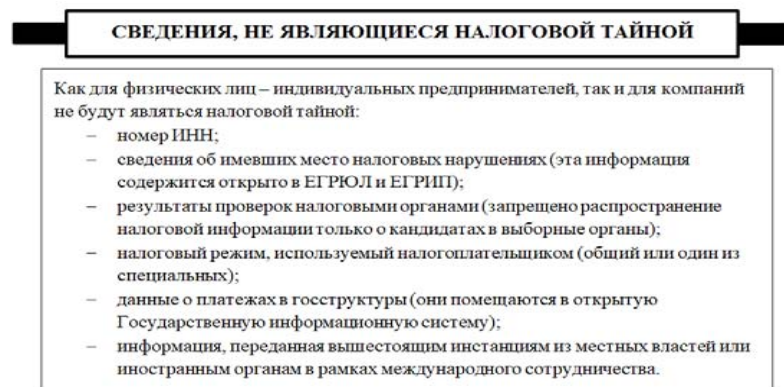 СВЕДЕНИЯ, НЕ ЯВЛЯЮЩИЕСЯ НАЛОГОВОЙ ТАЙНОЙ
Как для физических лиц – индивидуальных предпринимателей, так и для компаний
не будут являться налоговой тайной:
– номер ИНН;
– сведения об имевших место налоговых нарушениях (эта информация
содержится открыто в ЕГРЮЛ и ЕГРИП);
– результаты проверок налоговыми органами (запрещено распространение
налоговой информации только о кандидатах в выборные органы);
– налоговый режим, используемый налогоплательщиком (общий или один из
специальных);
– данные о платежах в госструктуры (они помещаются в открытую
Государственную информационную систему);
– информация, переданная вышестоящим инстанциям из местных властей или
иностранным органам в рамках международного сотрудничества.